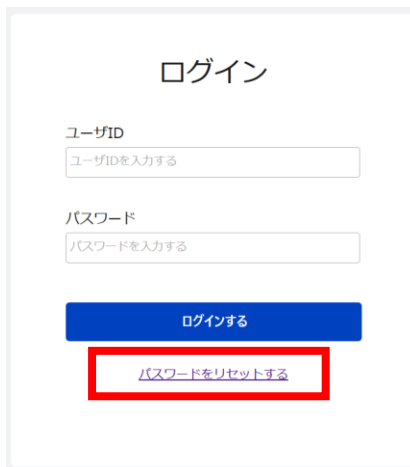 ログイン
ユーザID
ユーザIDを入力する
パスワード
パスワードを入力する
ログインする
パスワードをリセットする